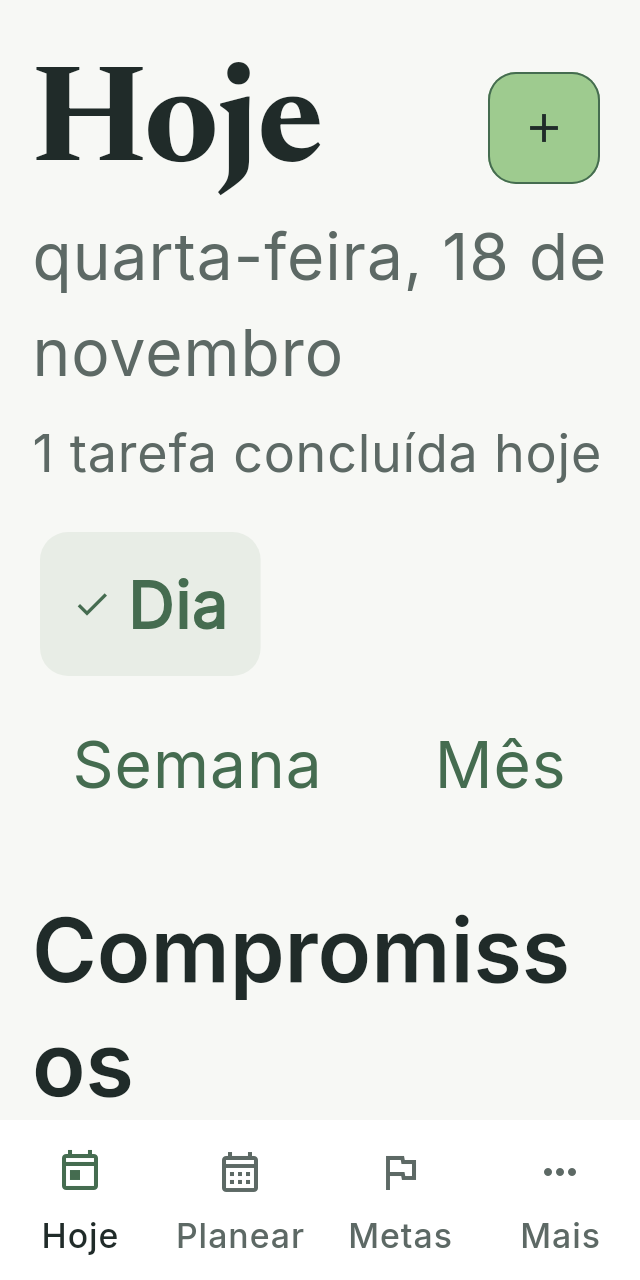 Hoje
+
quarta-feira, 18 de
novembro
1 tarefa concluída hoje
Dia
Semana Mês
Compromiss
os
Hoje Planear Metas Mais